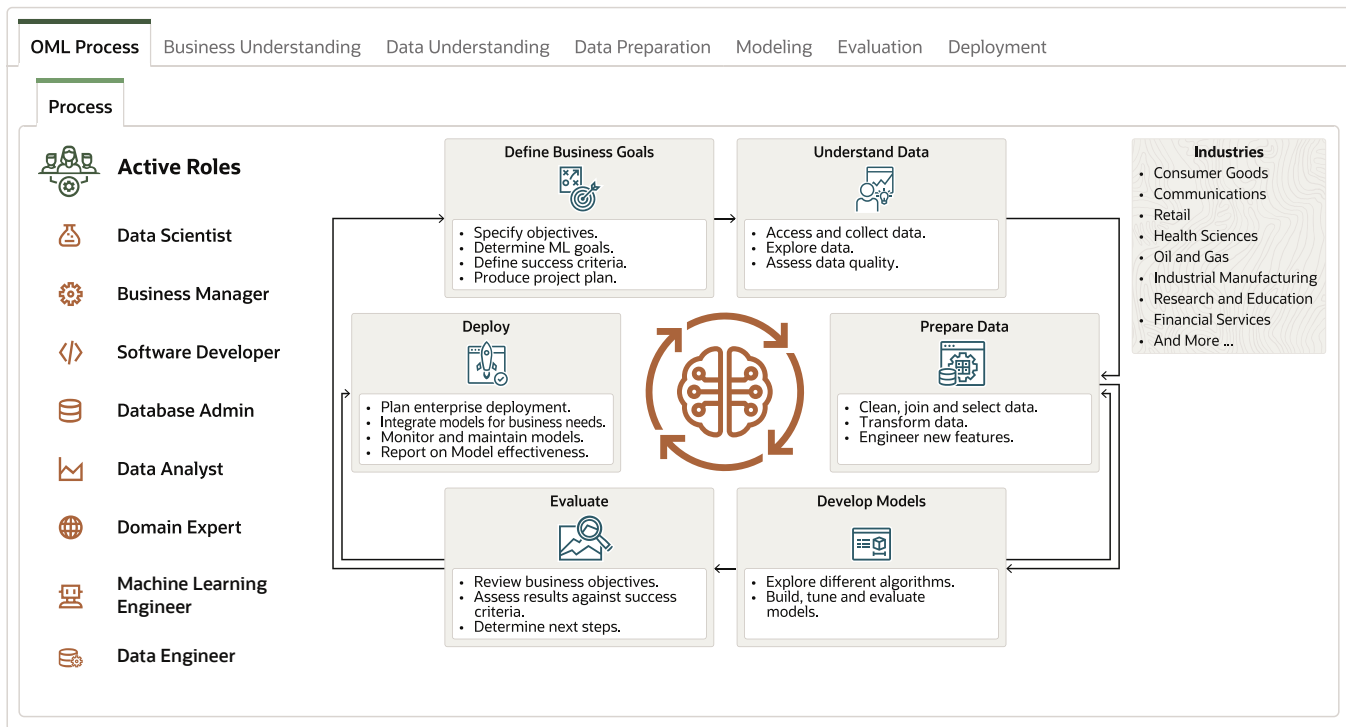 OML Process
Business Understanding
Data Understanding
Data Preparation
Modeling
Evaluation
Deployment
Process
Active Roles
Data Scientist
Business Manager
Software Developer
Database Admin
Data Analyst
Domain Expert
Machine Learning
Engineer
Data Engineer
Define Business Goals
• Specify objectives.
• Determine ML goals.
• Define success criteria.
• Produce project plan.
Understand Data
• Access and collect data.
• Explore data.
• Assess data quality.
Prepare Data
• Clean, join and select data.
• Transform data.
• Engineer new features.
Develop Models
• Explore different algorithms.
• Build, tune and evaluate
models.
Evaluate
• Review business objectives.
• Assess results against success
criteria.
• Determine next steps.
Deploy
• Plan enterprise deployment.
• Integrate models for business needs.
• Monitor and maintain models.
• Report on Model effectiveness.
Industries
• Consumer Goods
• Communications
• Retail
• Health Sciences
• Oil and Gas
• Industrial Manufacturing
• Research and Education
• Financial Services
• And More ...